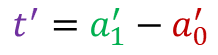 t′ = a′₁ − a′₀